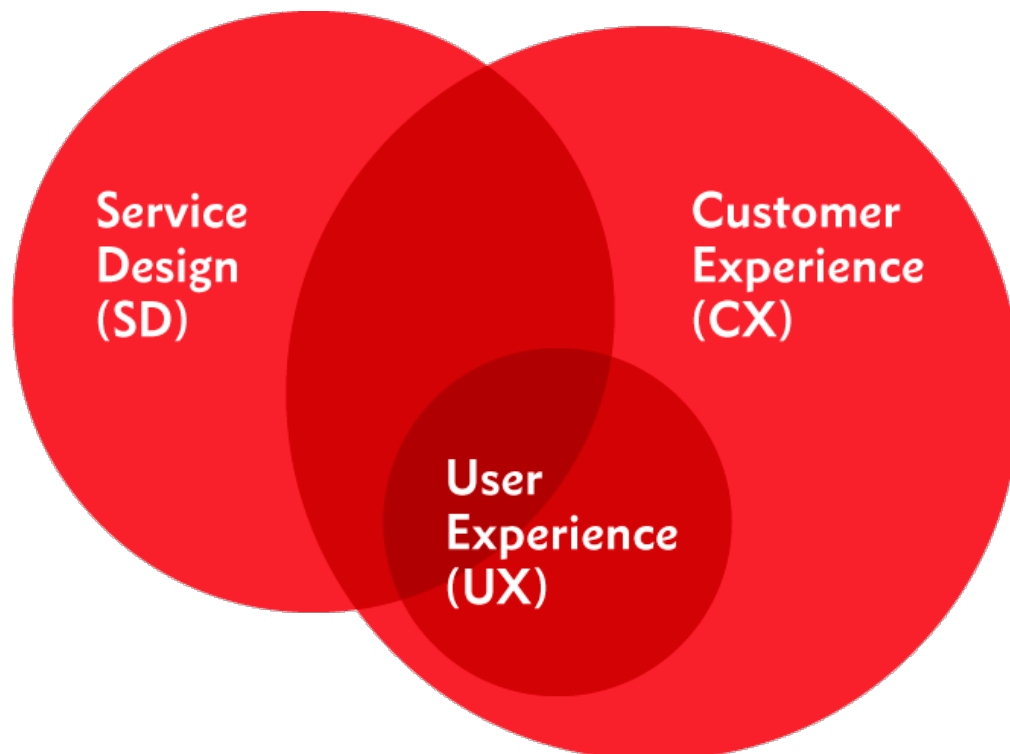 Service
Design
(SD)
Customer
Experience
(CX)
User
Experience
(UX)